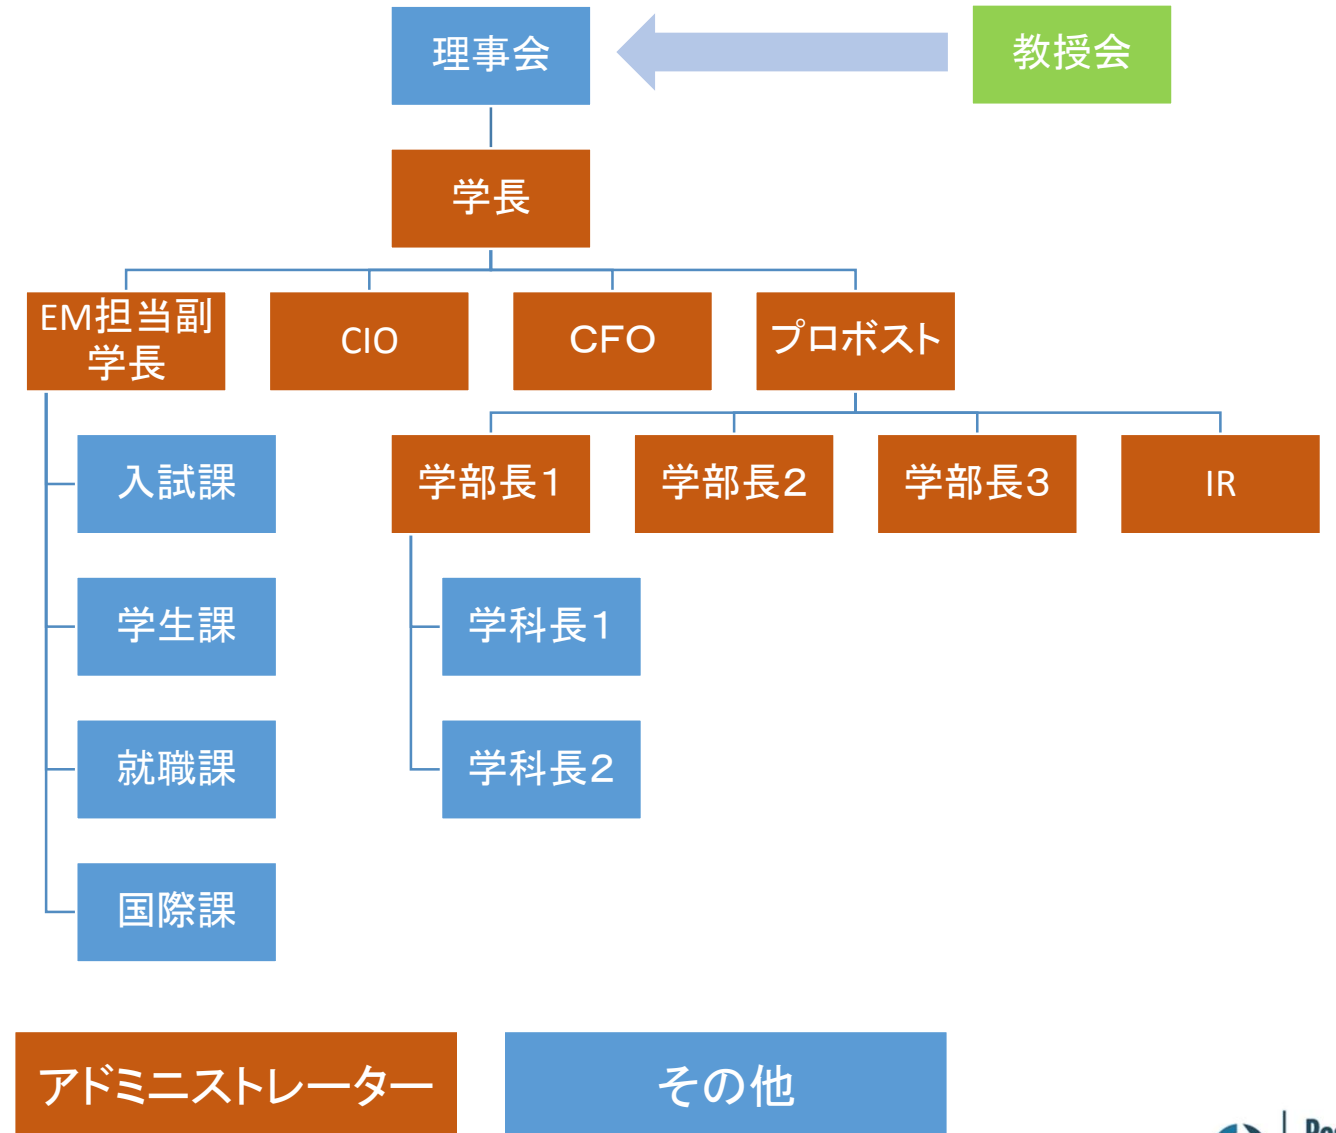 理事会
教授会
学長
EM担当副
学長
CIO
CFO
プロボスト
入試課
学部長1
学部長2
学部長3
IR
学生課
学科長1
就職課
学科長2
国際課
アドミニストレーター
その他